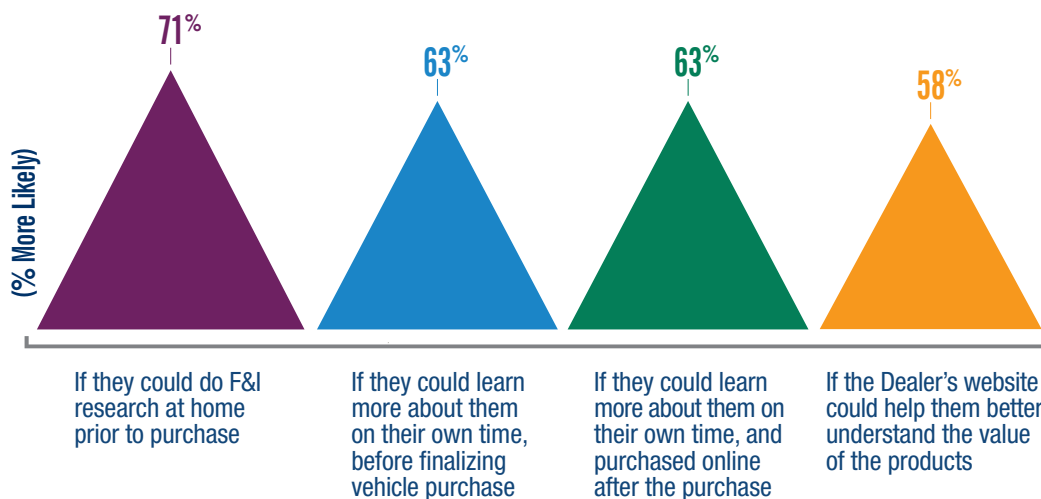 71%
63%
63%
58%
(% More Likely)
If they could do F&I
research at home
prior to purchase
If they could learn
more about them
on their own time,
before finalizing
vehicle purchase
If they could learn
more about them on
their own time, and
purchased online
after the purchase
If the Dealer's website
could help them better
understand the value
of the products